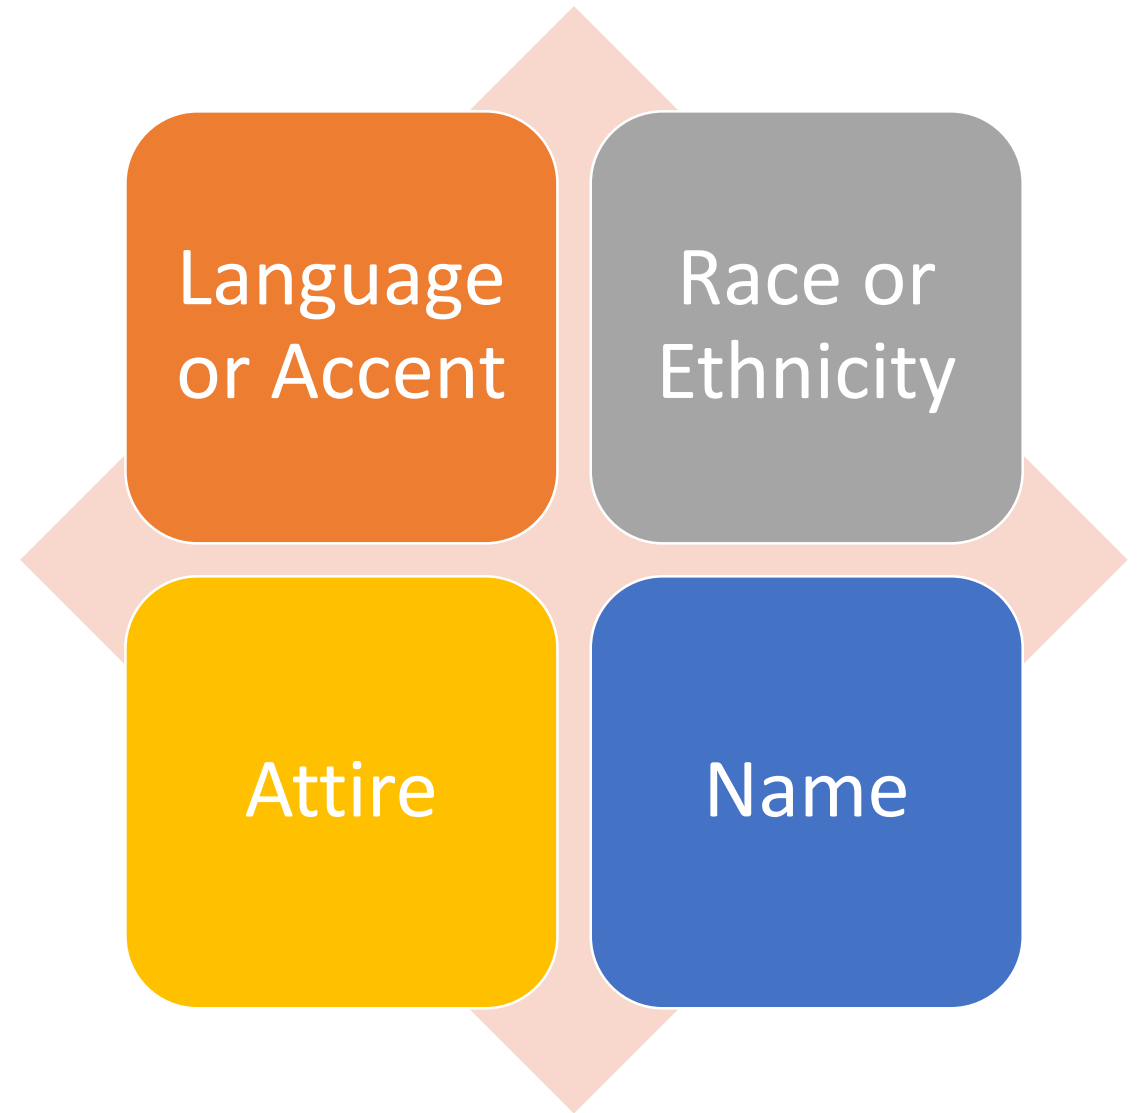 Language
or Accent
Race or
Ethnicity
Attire
Name